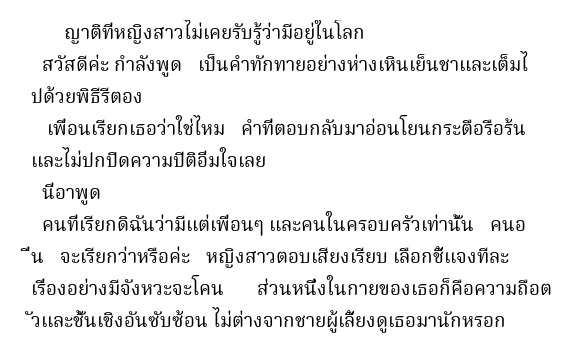 ญาติที่หญิงสาวไม่เคยรับรู้ว่ามีอยู่ในโลก
สวัสดีค่ะ กำลังพูด เป็นคำทักทายอย่างห่างเหินเย็นชาและเต็มไ
ปด้วยพิธีรีตอง
เพื่อนเรียกเธอว่าใช่ไหม คำที่ตอบกลับมาอ่อนโยนกระตือรือร้น
และไม่ปกปิดความปีติอิ่มใจเลย
นี่อาพูด
คนที่เรียกดิฉันว่ามีแต่เพื่อนๆ และคนในครอบครัวเท่านั้น คนอ
ื่น จะเรียกว่าหรือค่ะ หญิงสาวตอบเสียงเรียบ เลือกชี้แจงทีละ
เรื่องอย่างมีจังหวะจะโคน ส่วนหนึ่งในกายของเธอก็คือความถือต
ัวและชั้นเชิงอันซับซ้อน ไม่ต่างจากชายผู้เลี้ยงดูเธอมานักหรอก